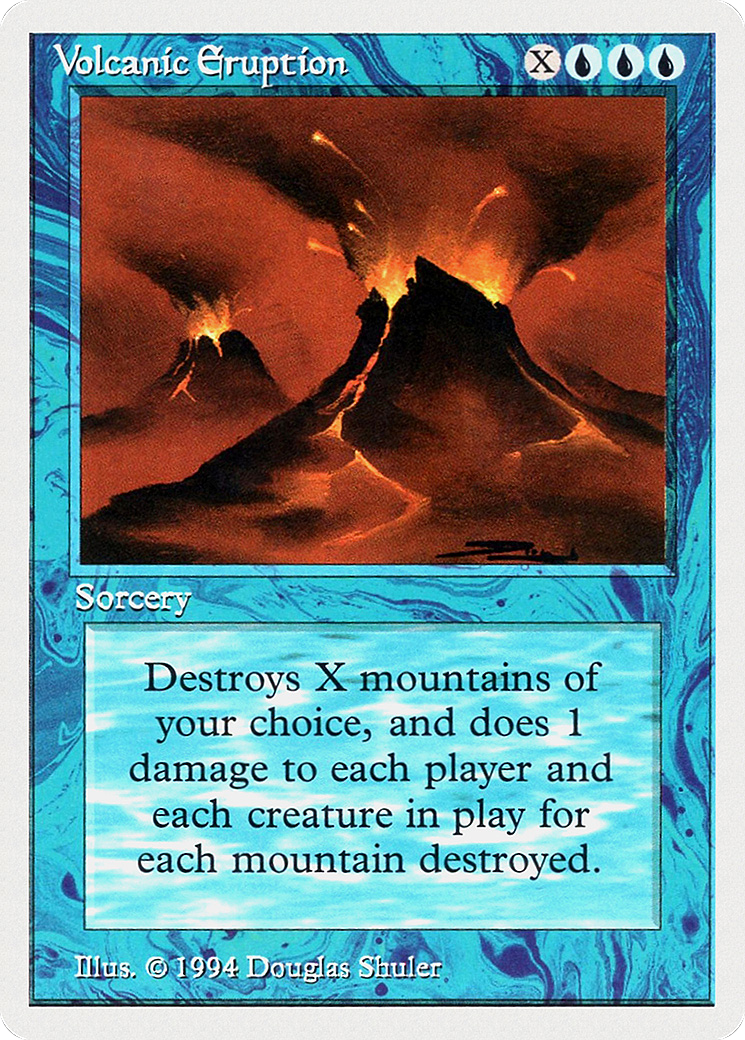 Volcanic Eruption X
Sorcery
Destroys X mountains of
your choice, and does 1
damage to each player and
each creature in play for
each mountain destroyed.
Illus. © 1994 Douglas Shuler